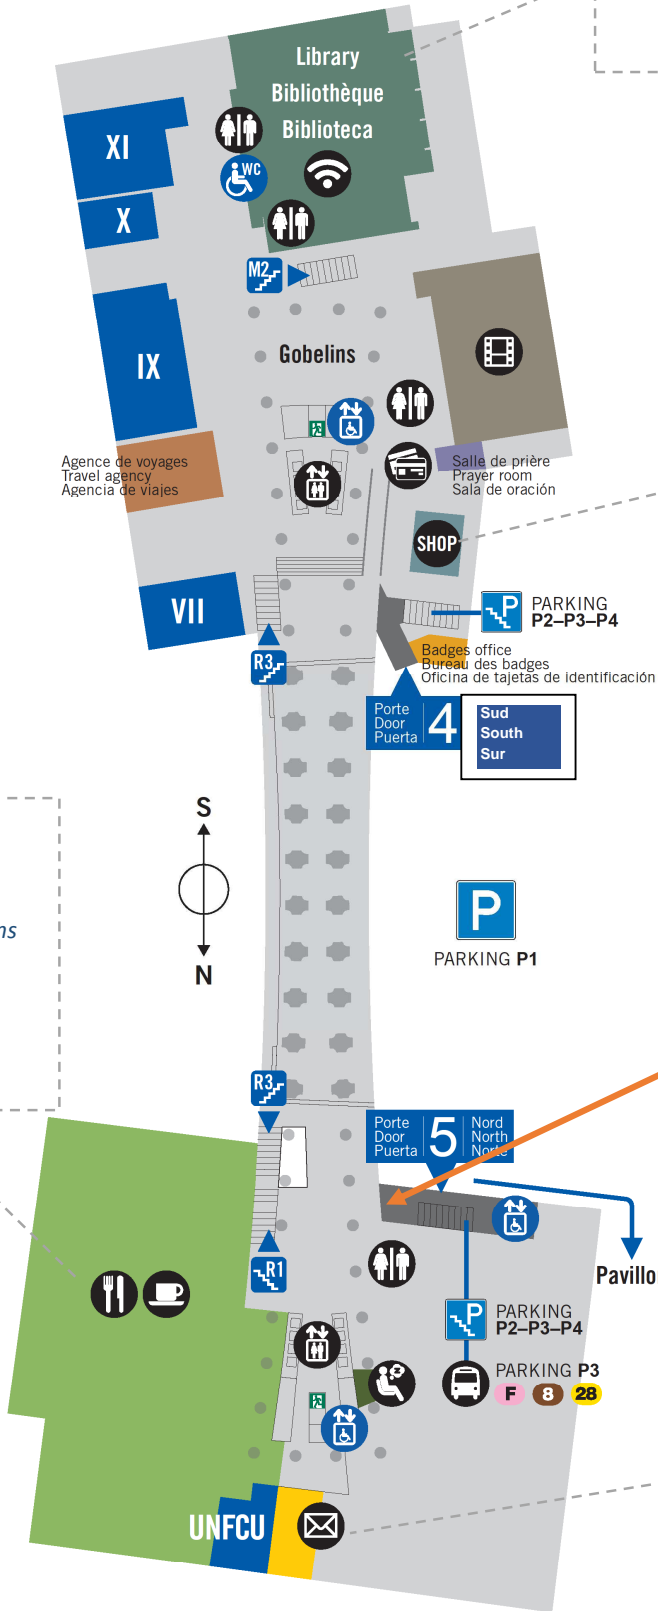 Library
Bibliothèque
Biblioteca
XI
WC
X
M2
Gobelins
IX
Agence de voyages
Travel agency
Agencia de viajes
Salle de prière
Prayer room
Sala de oración
SHOP
VII
P
PARKING
P2–P3–P4
R3
Badges office
Bureau des badges
Oficina de tajetas de identificación
Porte
Door
Puerta
4
Sud
South
Sur
S
N
ns
P
PARKING P1
R3
Porte
Door
Puerta
5
Nord
North
Norte
R1
Pavillo
P
PARKING
P2–P3–P4
PARKING P3
F 8 28
UNFCU